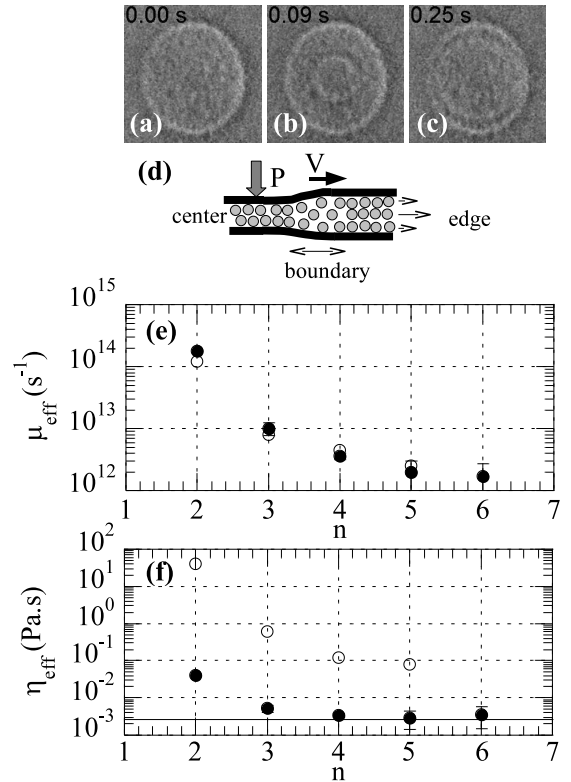 0.00 s 0.09 s 0.25 s
(a) (b) (c)
(d) P V
center edge
boundary
10^15
10^14
10^13
10^12
μ_eff (s^-1)
(e)
1 2 3 4 5 6 7
n
10^2
10^1
10^0
10^-1
10^-2
10^-3
η_eff (Pa.s)
(f)
1 2 3 4 5 6 7
n